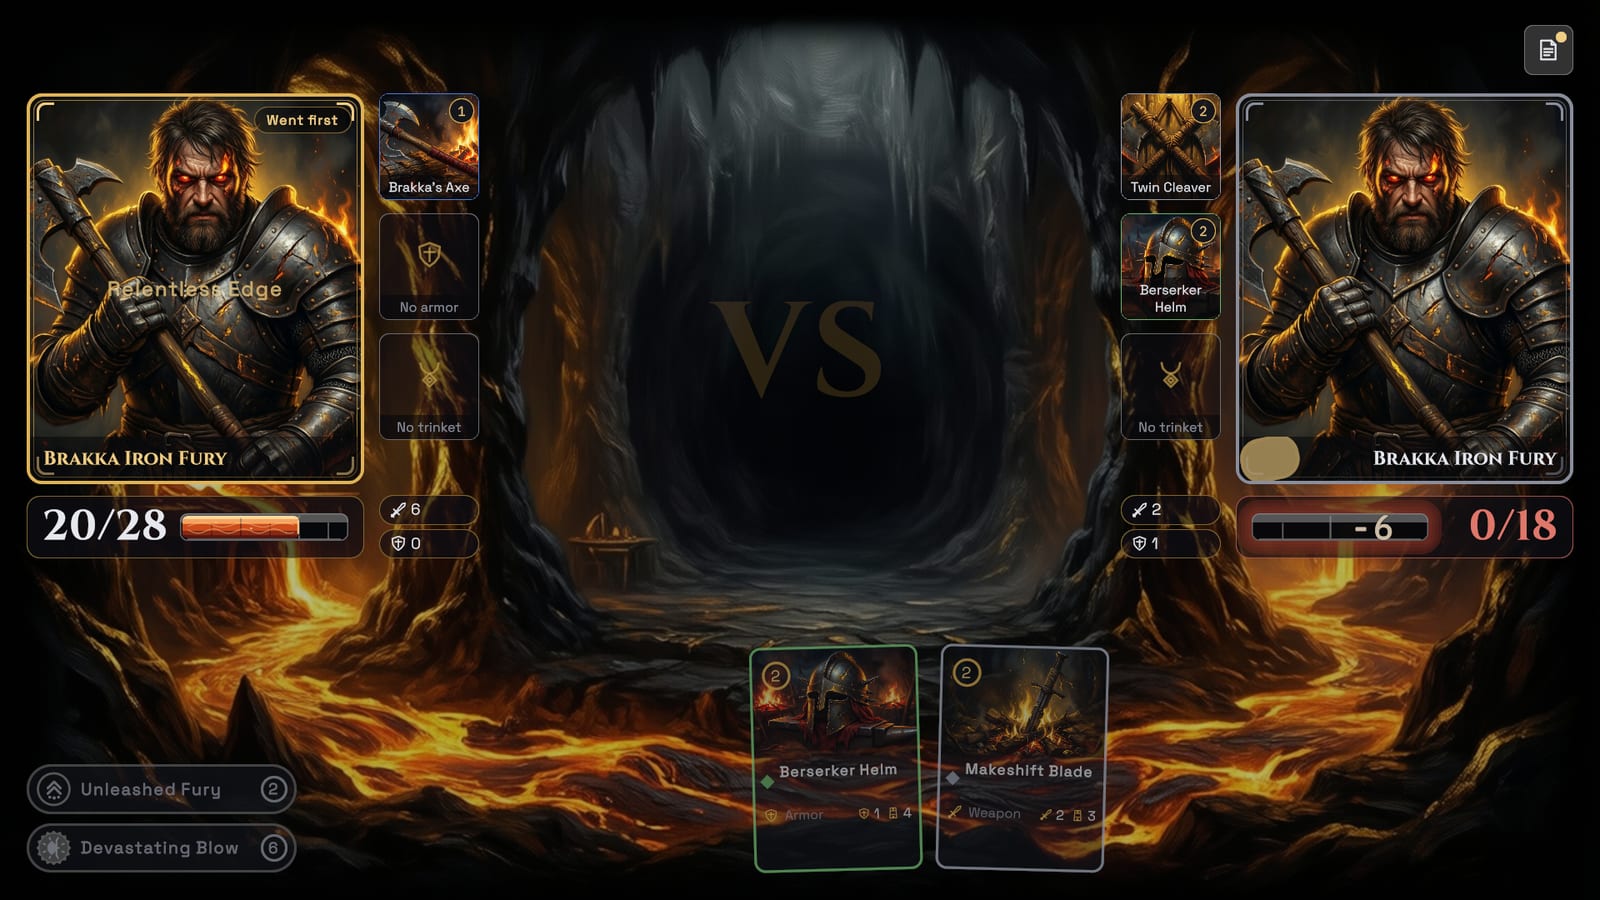 Went first
Relentless Edge
BRAKKA IRON FURY
20/28
1
Brakka's Axe
No armor
No trinket
6
0
VS
2
Twin Cleaver
2
Berserker
Helm
No trinket
2
1
BRAKKA IRON FURY
-6
0/18
Unleashed Fury
2
Devastating Blow
6
2
Berserker Helm
Armor
1
4
2
Makeshift Blade
Weapon
2
3